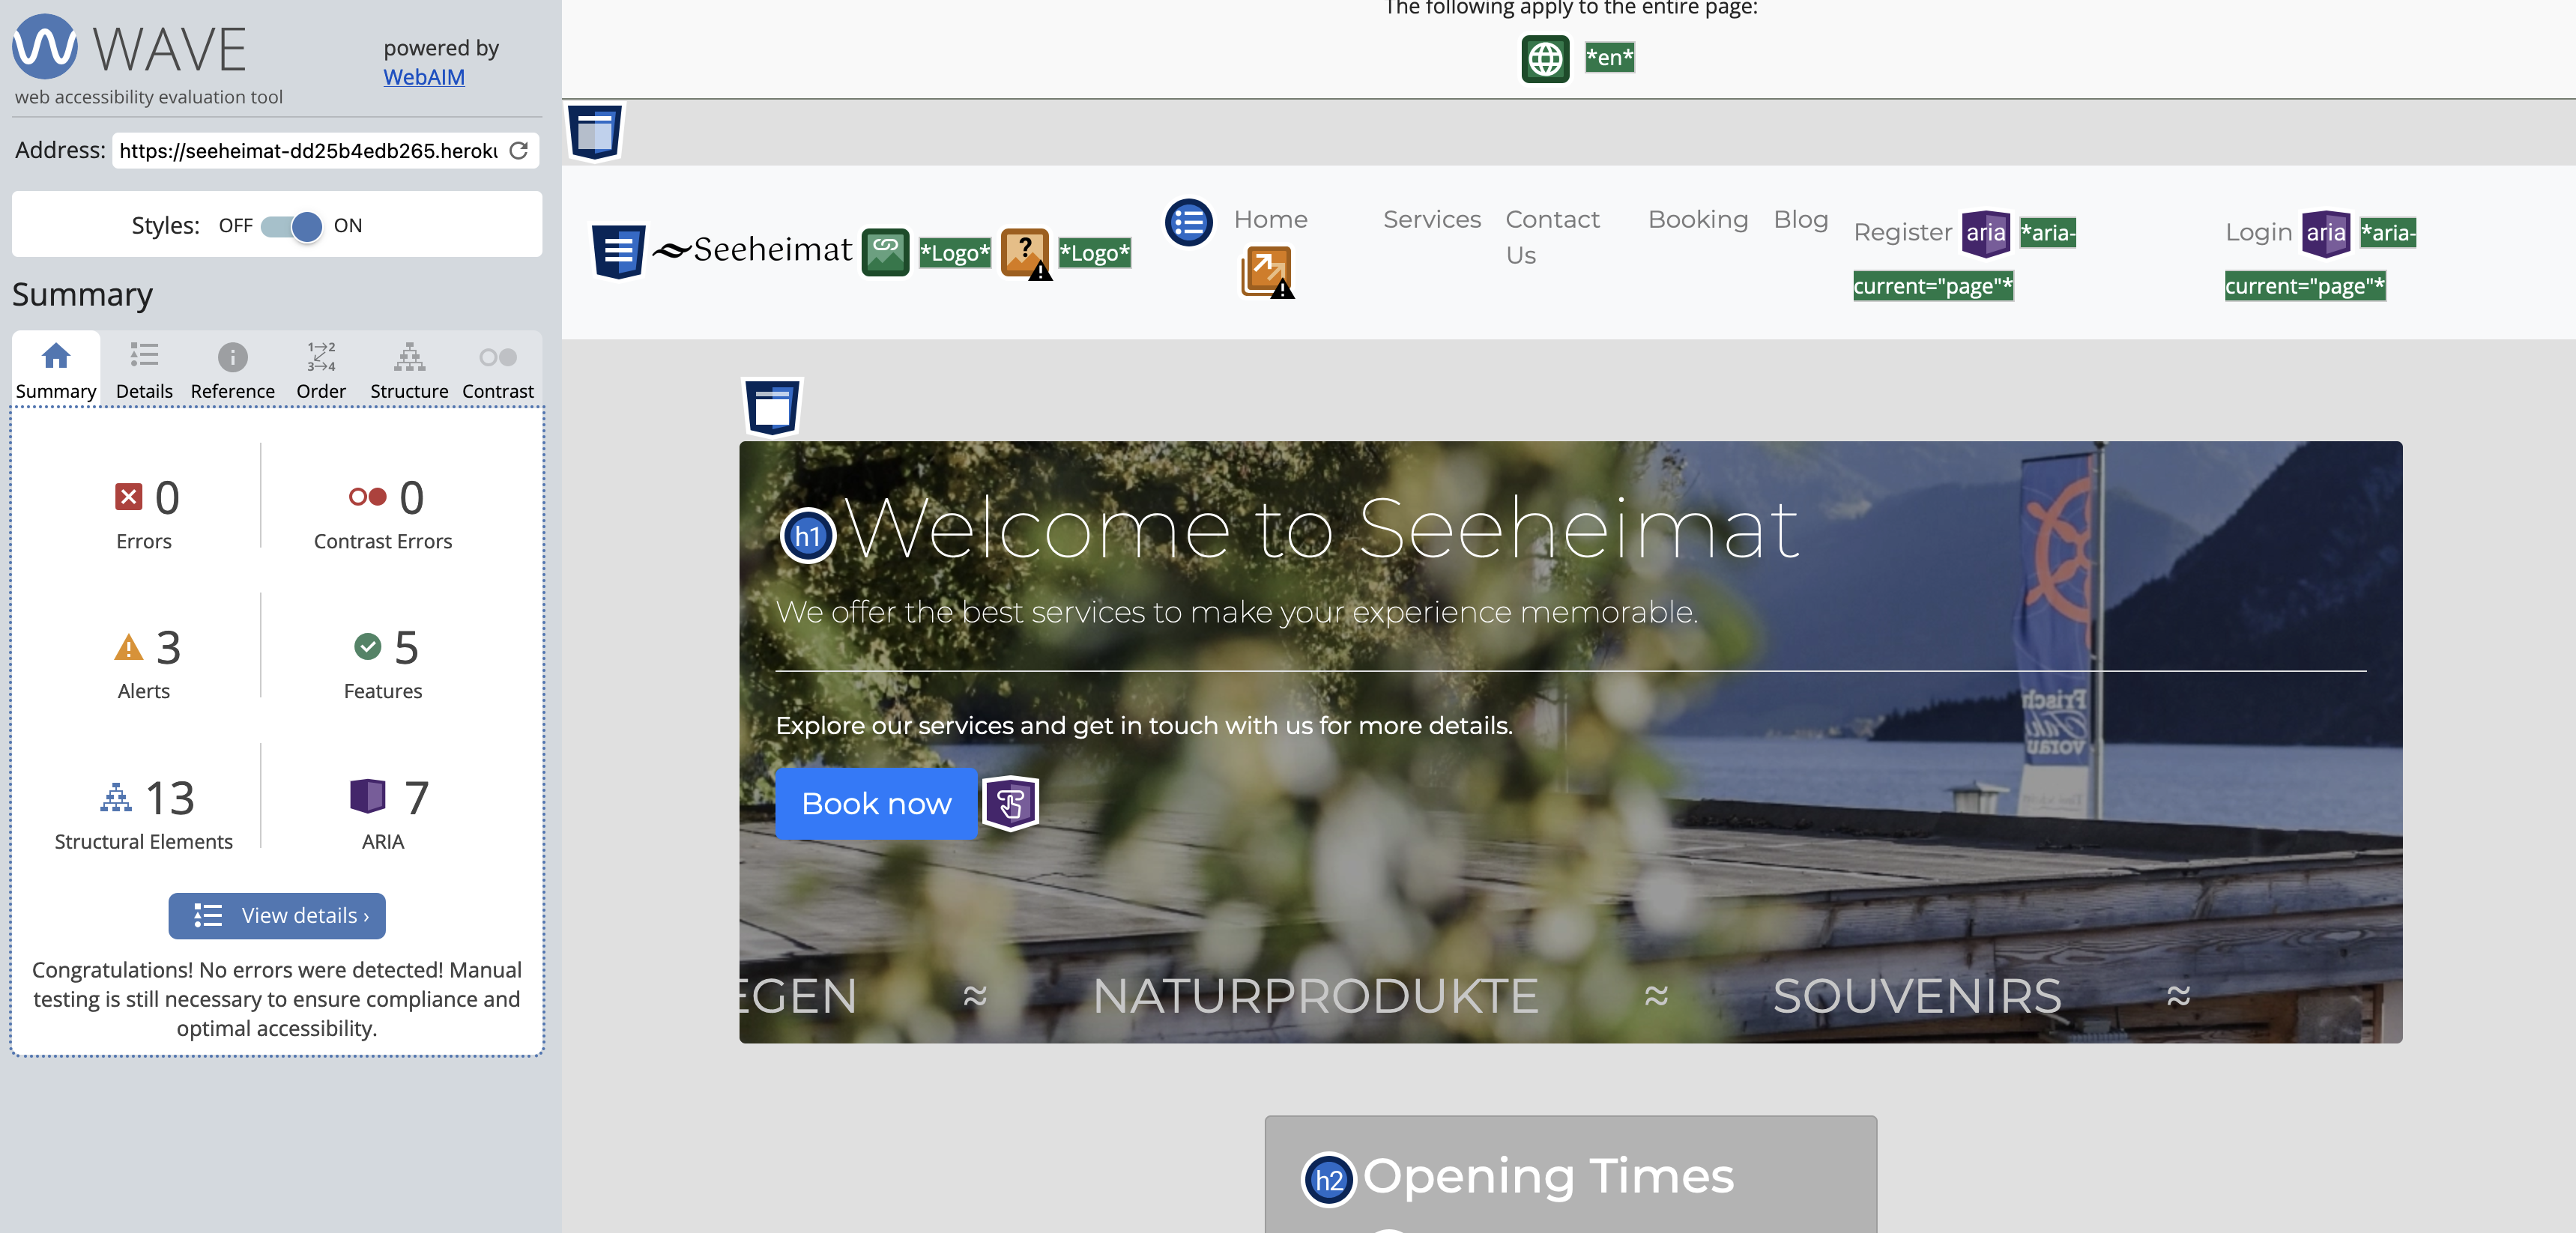 WAVE
powered by
WebAIM
web accessibility evaluation tool
Address: https://seeheimat-dd25b4edb265.heroku
Styles: OFF ON
Summary
1 2
3 4
Summary Details Reference Order Structure Contrast
0 0
Errors Contrast Errors
3 5
Alerts Features
13 7
Structural Elements ARIA
View details ›
Congratulations! No errors were detected! Manual
testing is still necessary to ensure compliance and
optimal accessibility.
The following apply to the entire page:
*en*
Seeheimat *Logo* ? *Logo*
Home Services Contact Us Booking Blog
Register aria *aria-current="page"*
Login aria *aria-current="page"*
h1 Welcome to Seeheimat
We offer the best services to make your experience memorable.
Explore our services and get in touch with us for more details.
Book now
EGEN ≈ NATURPRODUKTE ≈ SOUVENIRS ≈
h2 Opening Times